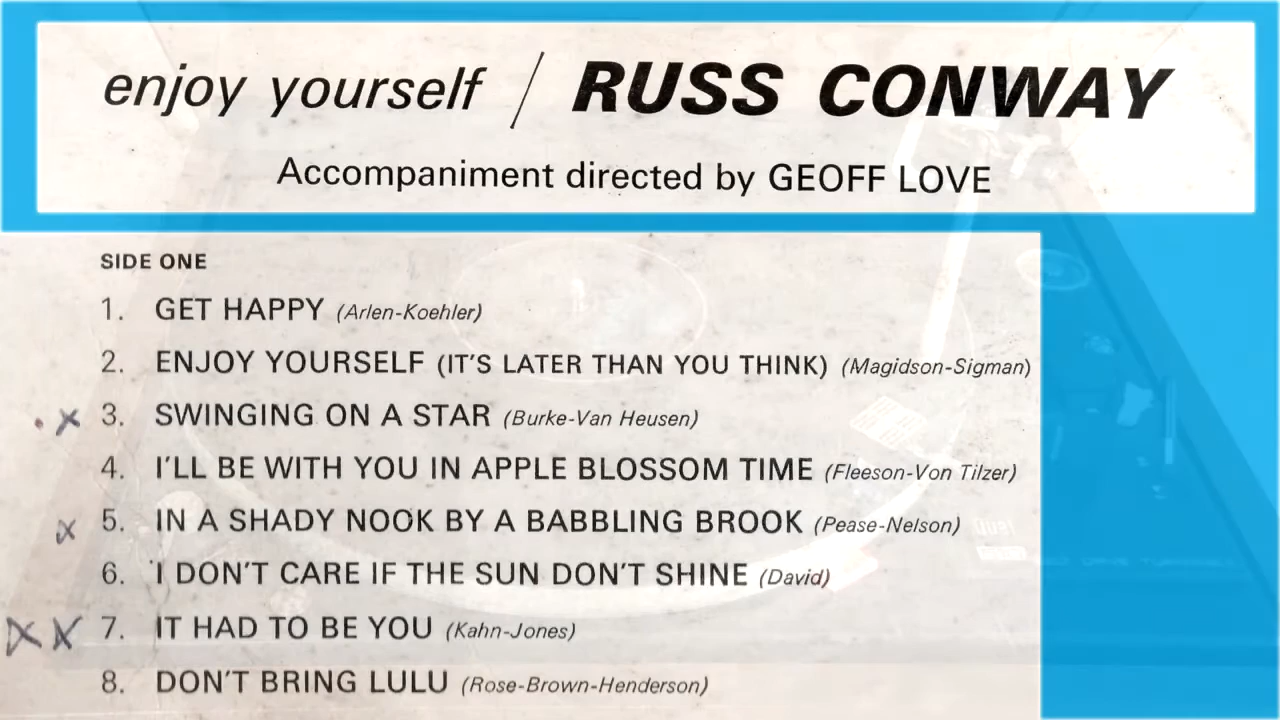 enjoy yourself / RUSS CONWAY
Accompaniment directed by GEOFF LOVE
SIDE ONE
1. GET HAPPY (Arlen-Koehler)
2. ENJOY YOURSELF (IT'S LATER THAN YOU THINK) (Magidson-Sigman)
x 3. SWINGING ON A STAR (Burke-Van Heusen)
4. I'LL BE WITH YOU IN APPLE BLOSSOM TIME (Fleeson-Von Tilzer)
x 5. IN A SHADY NOOK BY A BABBLING BROOK (Pease-Nelson)
6. I DON'T CARE IF THE SUN DON'T SHINE (David)
x x 7. IT HAD TO BE YOU (Kahn-Jones)
8. DON'T BRING LULU (Rose-Brown-Henderson)